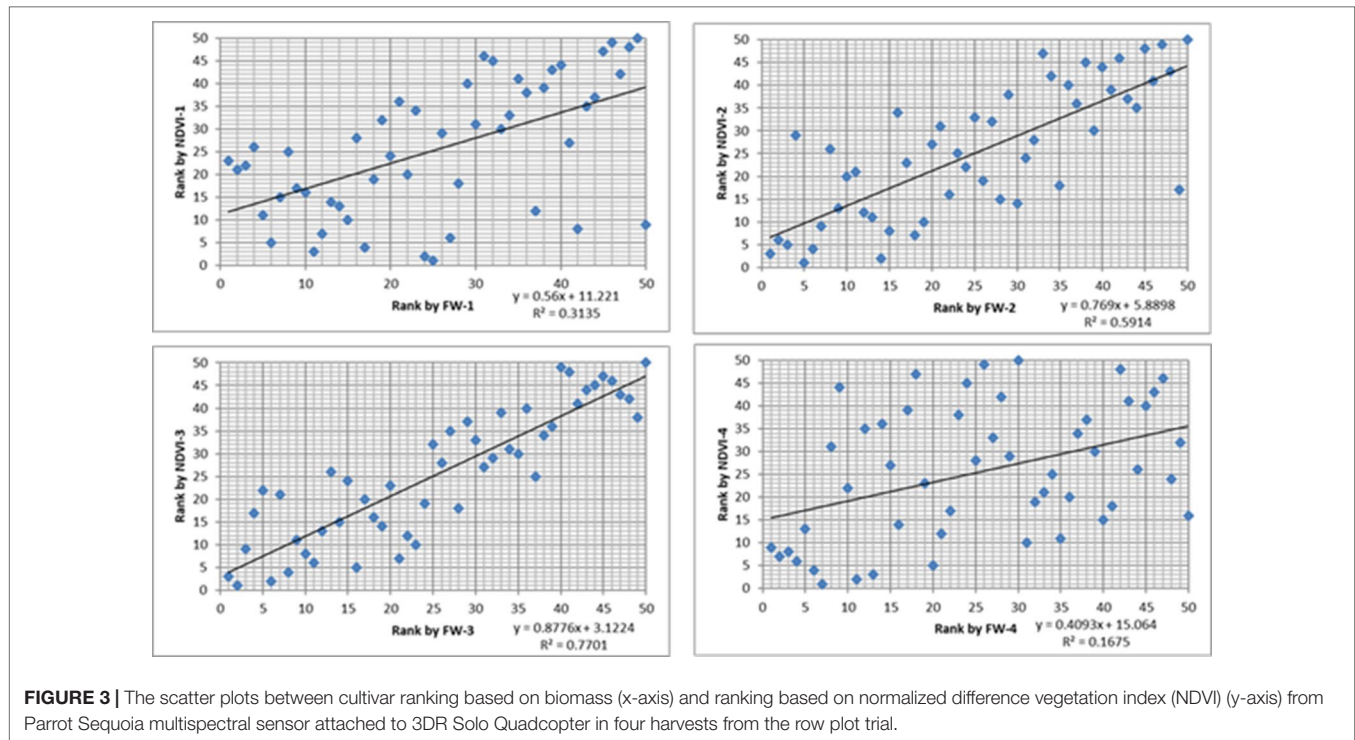 50
45
40
35
30
25
20
15
10
5
0
Rank by NDVI-1
0 10 20 30 40 50
Rank by FW-1
y = 0.56x + 11.221
R² = 0.3135
50
45
40
35
30
25
20
15
10
5
0
Rank by NDVI-2
0 5 10 15 20 25 30 35 40 45 50
Rank by FW-2
y = 0.769x + 5.8898
R² = 0.5914
50
45
40
35
30
25
20
15
10
5
0
Rank by NDVI-3
0 5 10 15 20 25 30 35 40 45 50
Rank by FW-3
y = 0.8776x + 3.1224
R² = 0.7701
50
45
40
35
30
25
20
15
10
5
0
Rank by NDVI-4
0 5 10 15 20 25 30 35 40 45 50
Rank by FW-4
y = 0.4093x + 15.064
R² = 0.1675
FIGURE 3 | The scatter plots between cultivar ranking based on biomass (x-axis) and ranking based on normalized difference vegetation index (NDVI) (y-axis) from
Parrot Sequoia multispectral sensor attached to 3DR Solo Quadcopter in four harvests from the row plot trial.